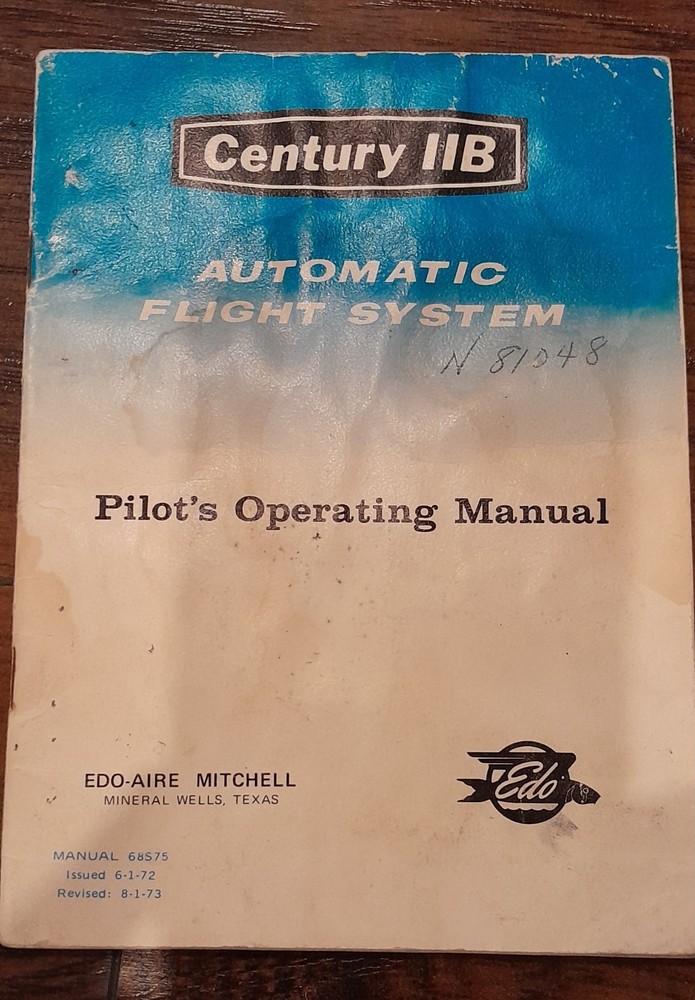 Century IIB
AUTOMATIC
FLIGHT SYSTEM
N 81048
Pilot's Operating Manual
EDO-AIRE MITCHELL
MINERAL WELLS, TEXAS
Edo
MANUAL 68S75
Issued 6-1-72
Revised: 8-1-73